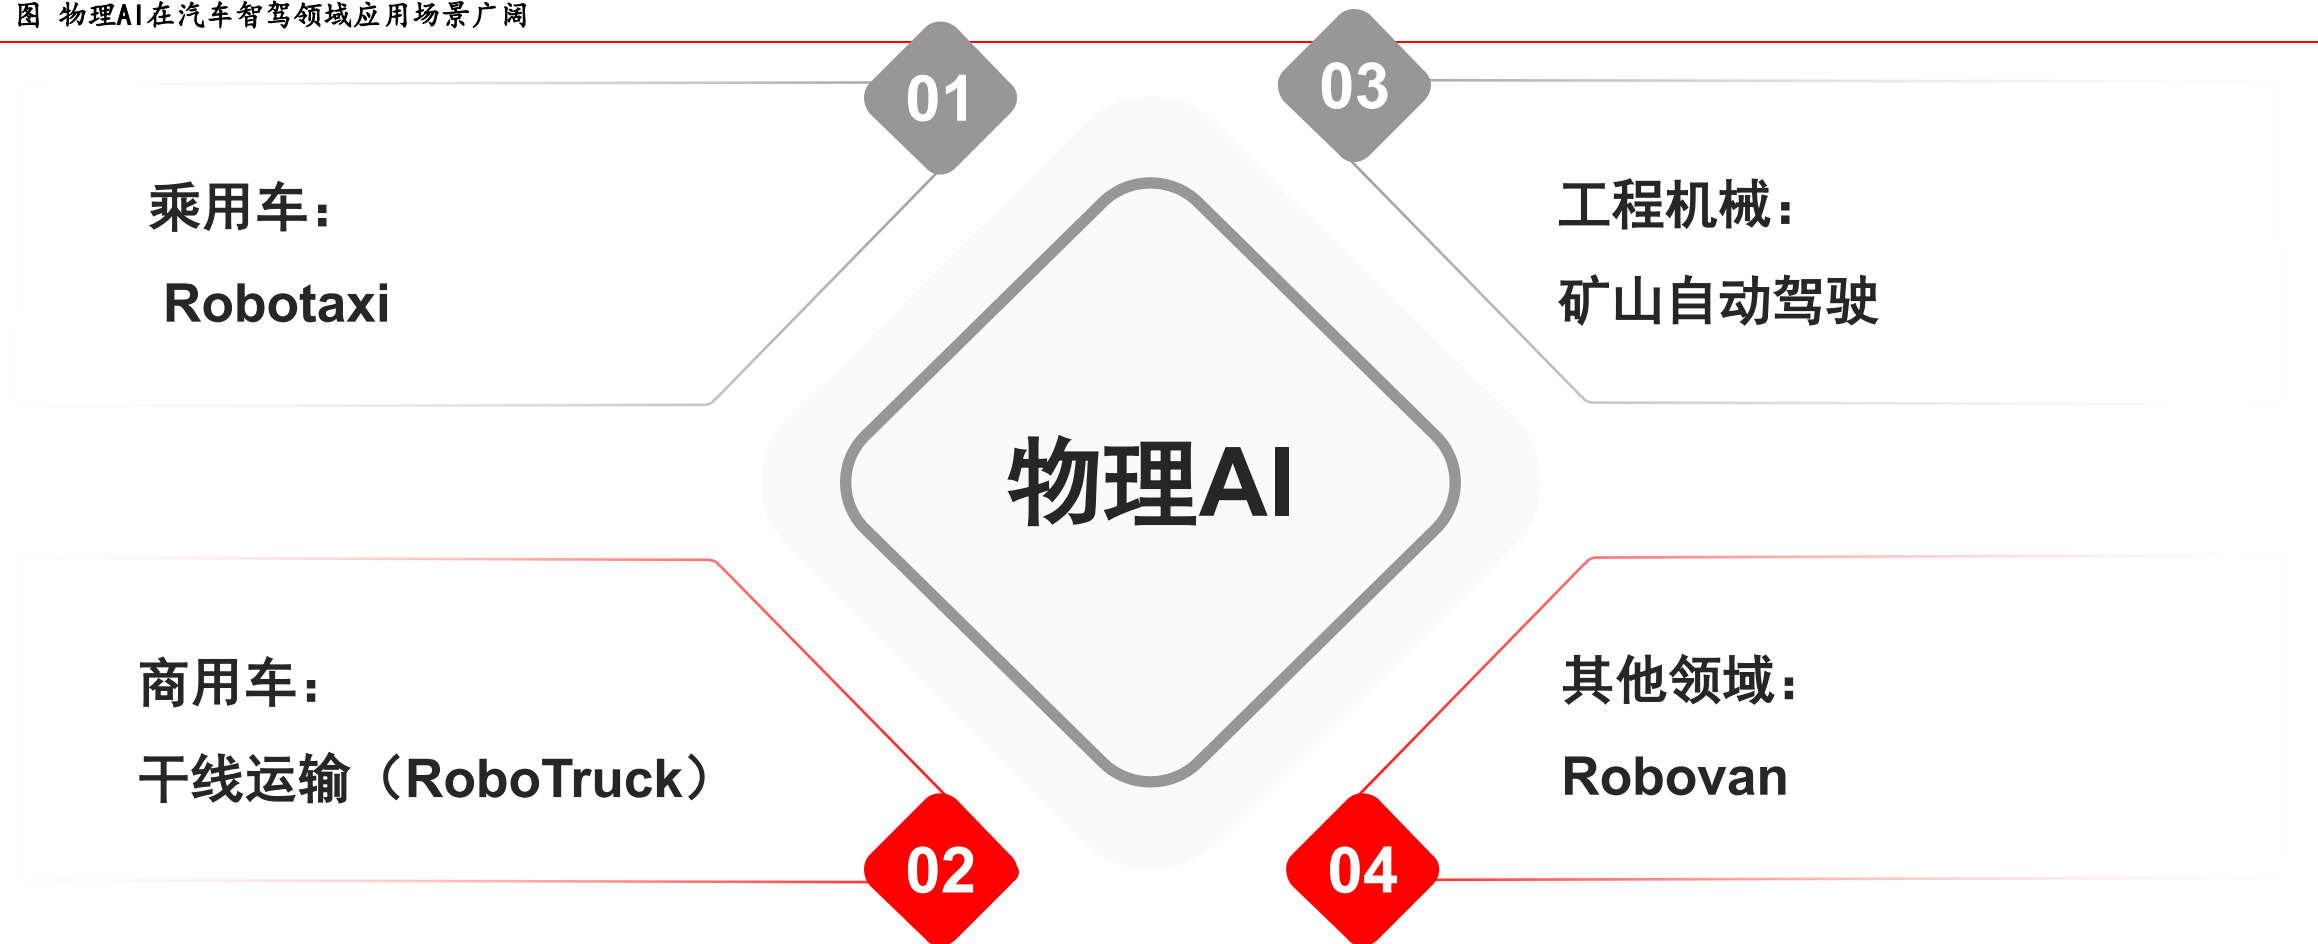 图 物理AI在汽车智驾领域应用场景广阔
01
乘用车：
Robotaxi
02
商用车：
干线运输（RoboTruck）
物理AI
03
工程机械：
矿山自动驾驶
04
其他领域：
Robovan